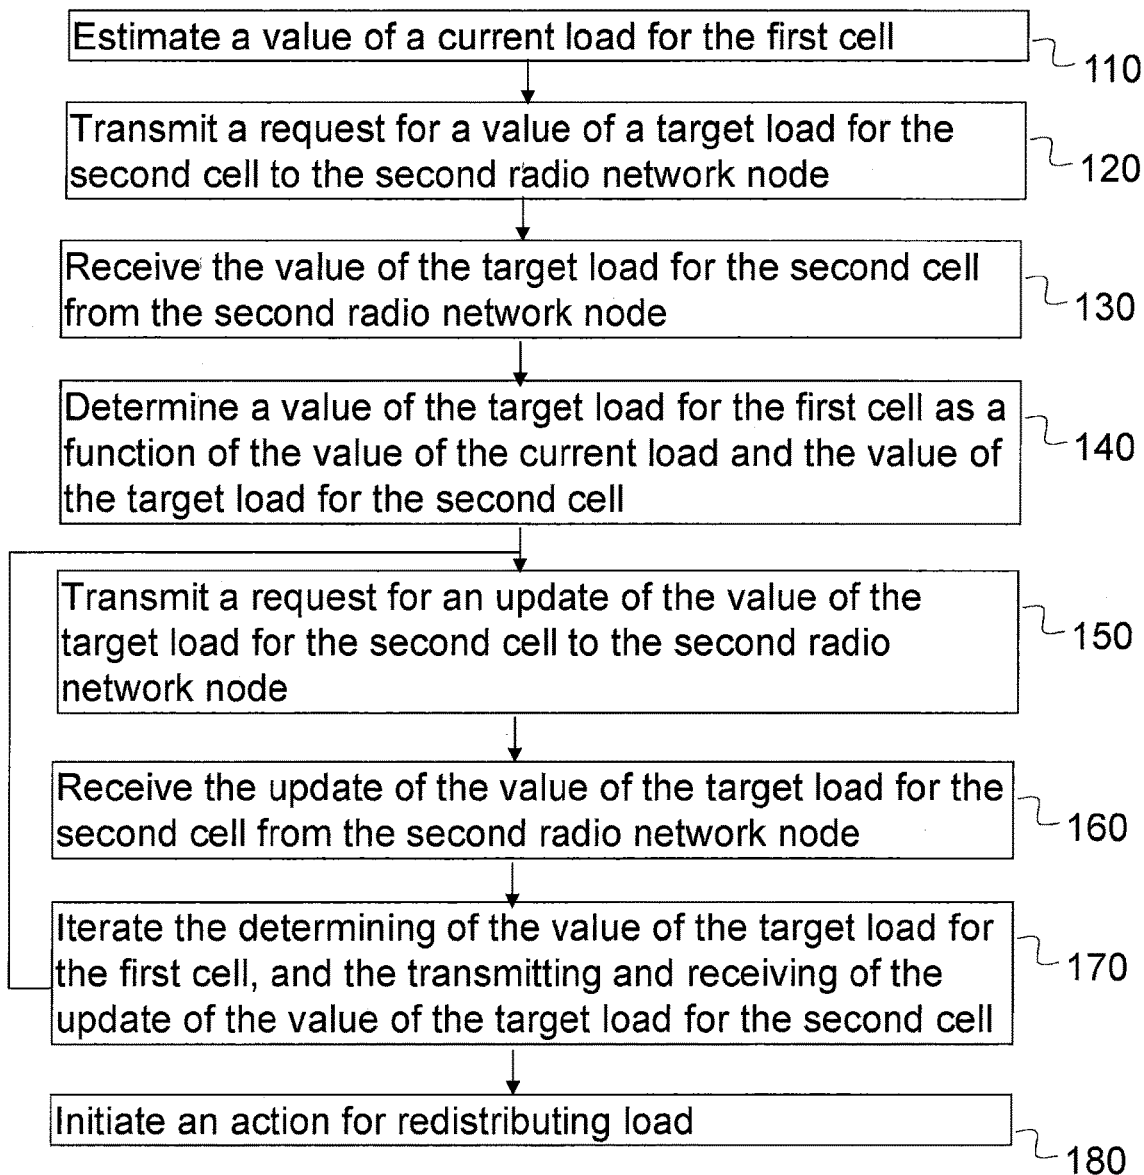 Estimate a value of a current load for the first cell
110
Transmit a request for a value of a target load for the
second cell to the second radio network node
120
Receive the value of the target load for the second cell
from the second radio network node
130
Determine a value of the target load for the first cell as a
function of the value of the current load and the value of
the target load for the second cell
140
Transmit a request for an update of the value of the
target load for the second cell to the second radio
network node
150
Receive the update of the value of the target load for the
second cell from the second radio network node
160
Iterate the determining of the value of the target load for
the first cell, and the transmitting and receiving of the
update of the value of the target load for the second cell
170
Initiate an action for redistributing load
180